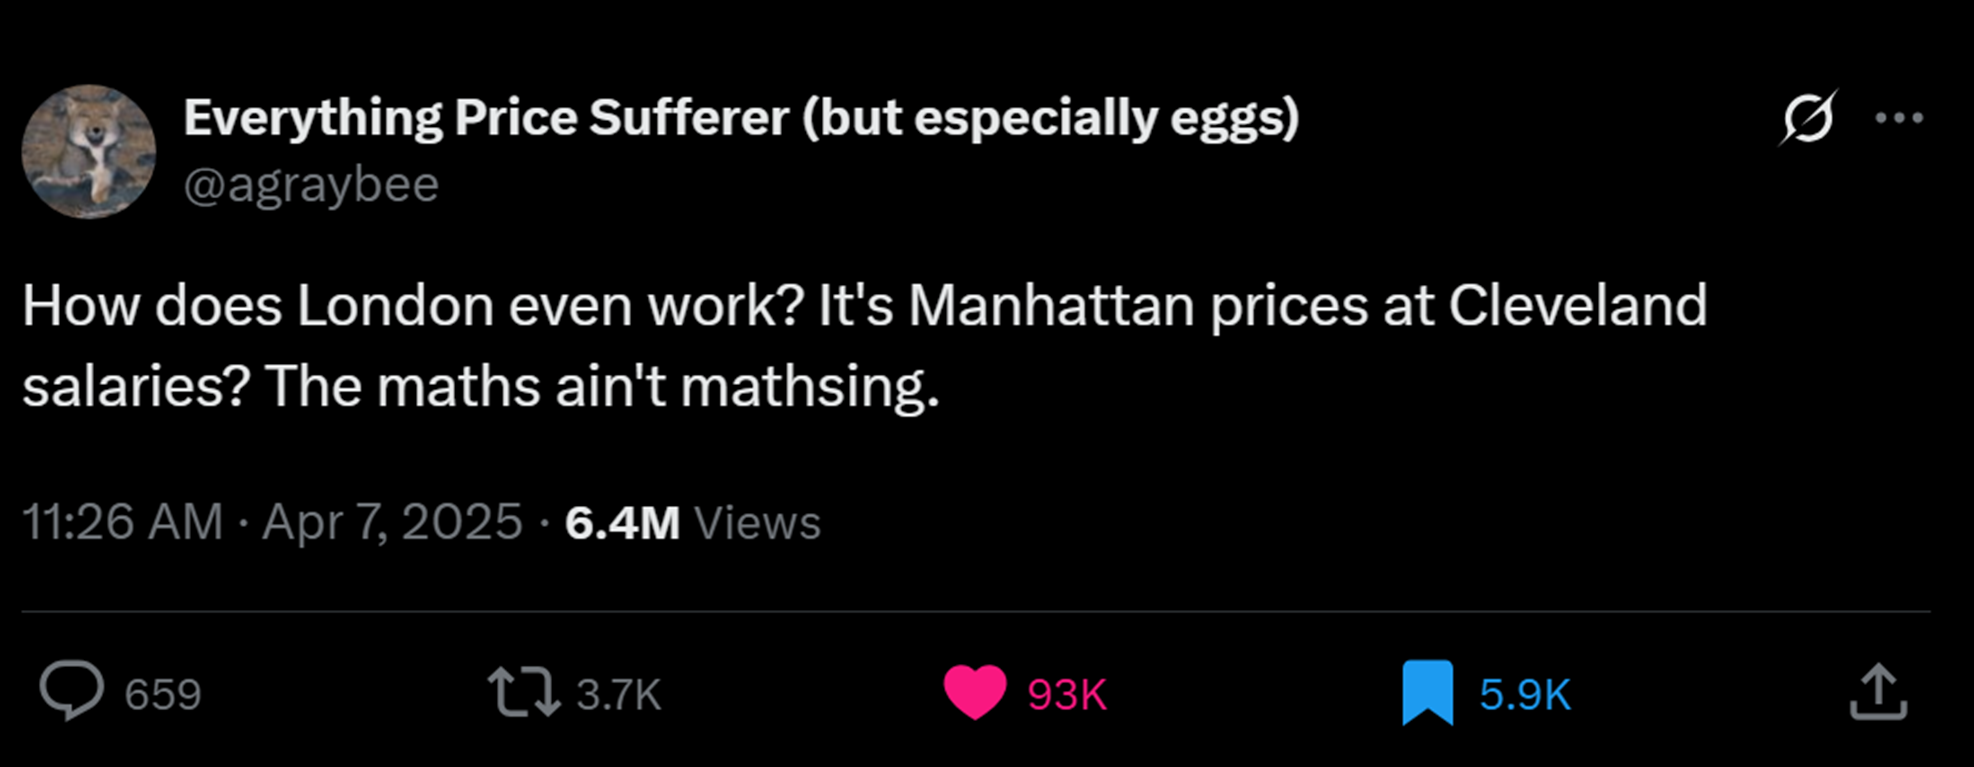 Everything Price Sufferer (but especially eggs)
@agraybee
How does London even work? It's Manhattan prices at Cleveland
salaries? The maths ain't mathsing.
11:26 AM · Apr 7, 2025 · 6.4M Views
659 3.7K 93K 5.9K